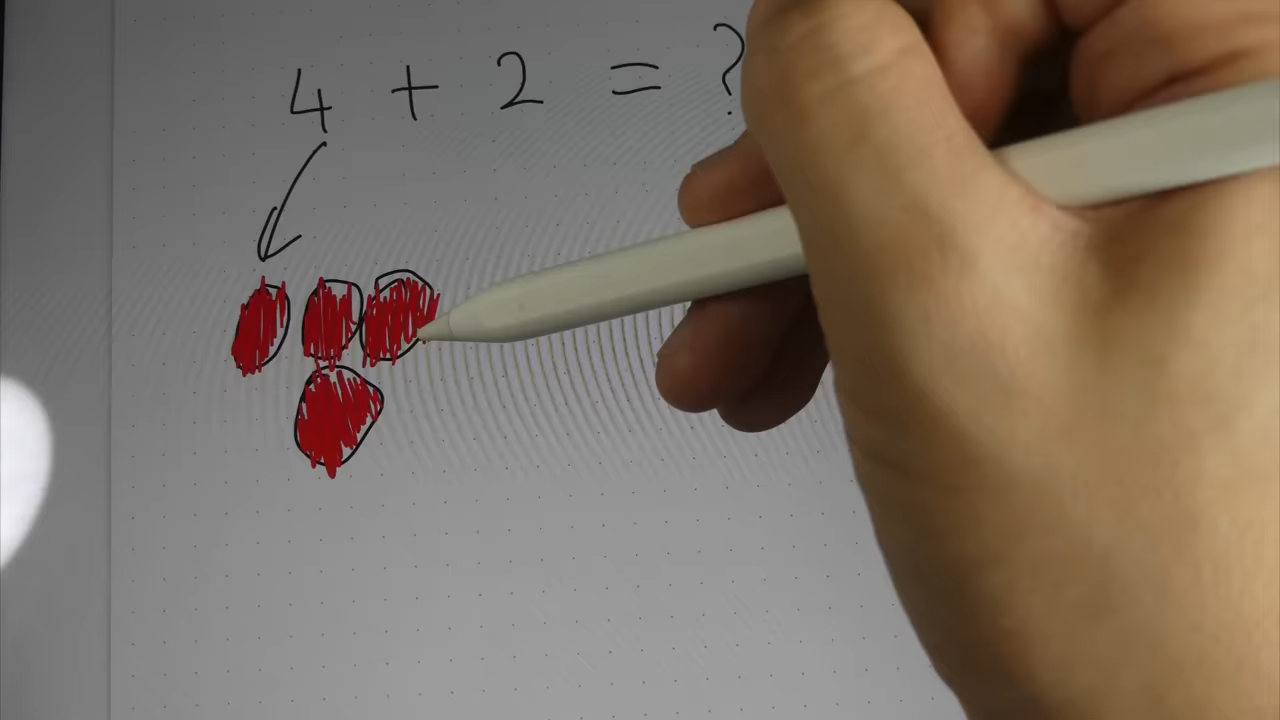 4 + 2 = ?